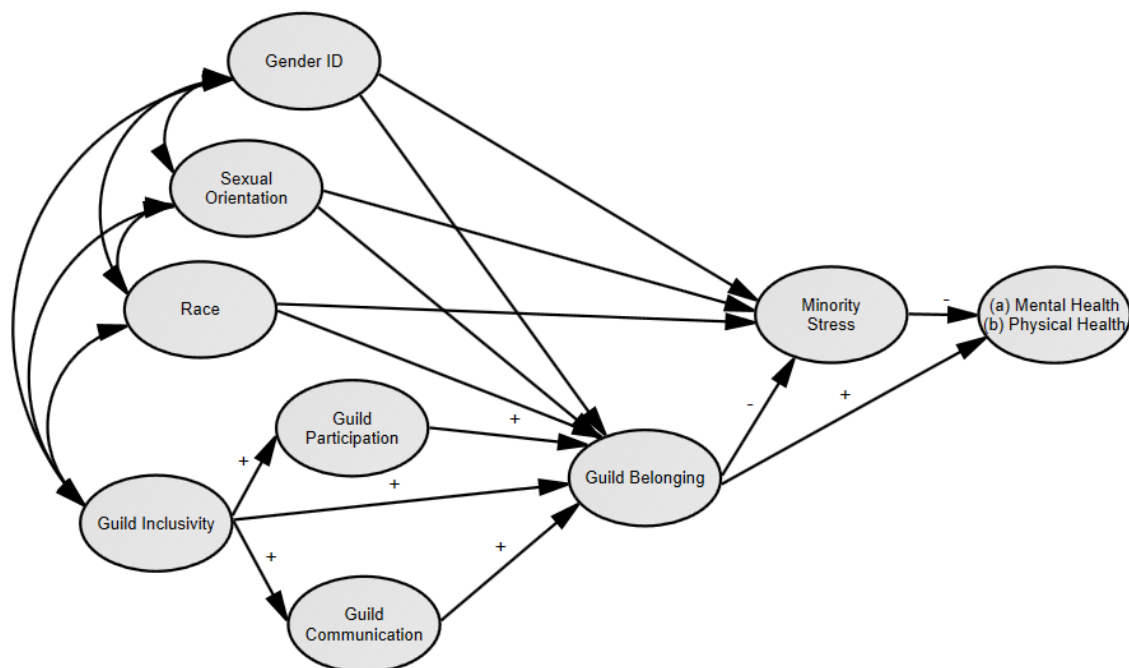 Gender ID
Sexual
Orientation
Race
Minority
Stress
-
(a) Mental Health
(b) Physical Health
Guild
Participation
+
-
+
+
+
Guild Belonging
Guild Inclusivity
+
+
Guild
Communication